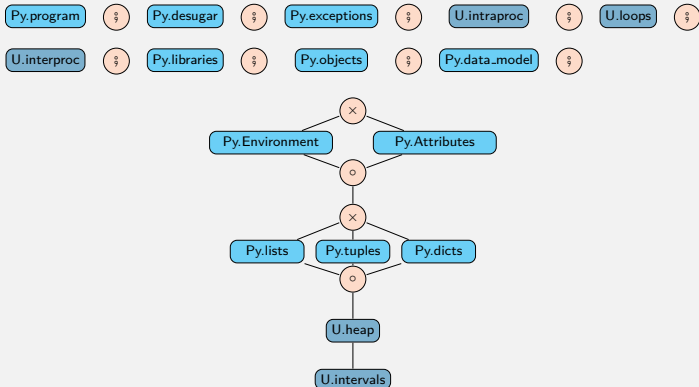 Py.program ⨟ Py.desugar ⨟ Py.exceptions ⨟ U.intraproc ⨟ U.loops ⨟
U.interproc ⨟ Py.libraries ⨟ Py.objects ⨟ Py.data_model ⨟
×
Py.Environment Py.Attributes
∘
×
Py.lists Py.tuples Py.dicts
∘
U.heap
U.intervals